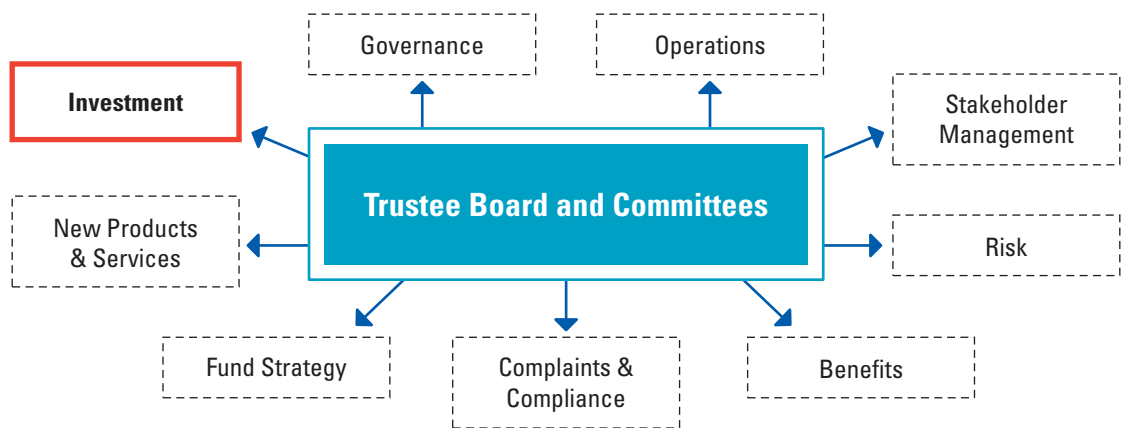 Governance
Operations
Investment
Stakeholder
Management
Trustee Board and Committees
New Products
& Services
Risk
Fund Strategy
Complaints &
Compliance
Benefits